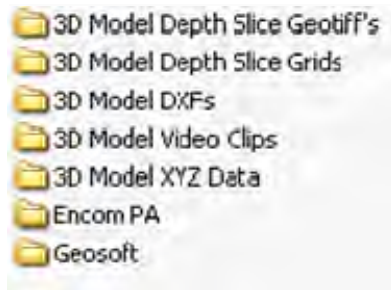 3D Model Depth Slice Geotiff's
3D Model Depth Slice Grids
3D Model DXFs
3D Model Video Clips
3D Model XYZ Data
Encom PA
Geosoft